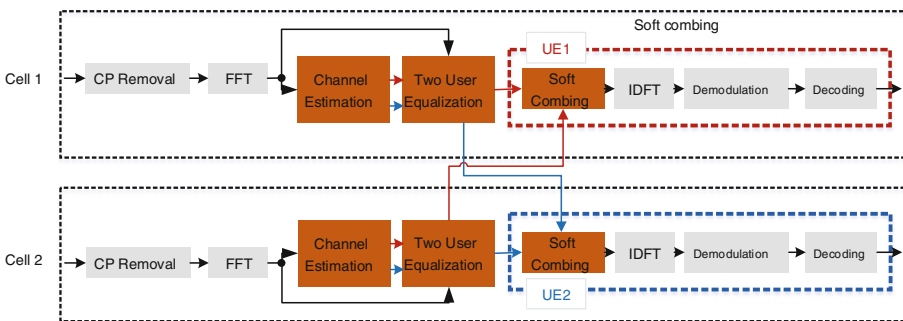 Soft combing
UE1
Cell 1
CP Removal
FFT
Channel
Estimation
Two User
Equalization
Soft
Combing
IDFT
Demodulation
Decoding
Cell 2
CP Removal
FFT
Channel
Estimation
Two User
Equalization
Soft
Combing
IDFT
Demodulation
Decoding
UE2